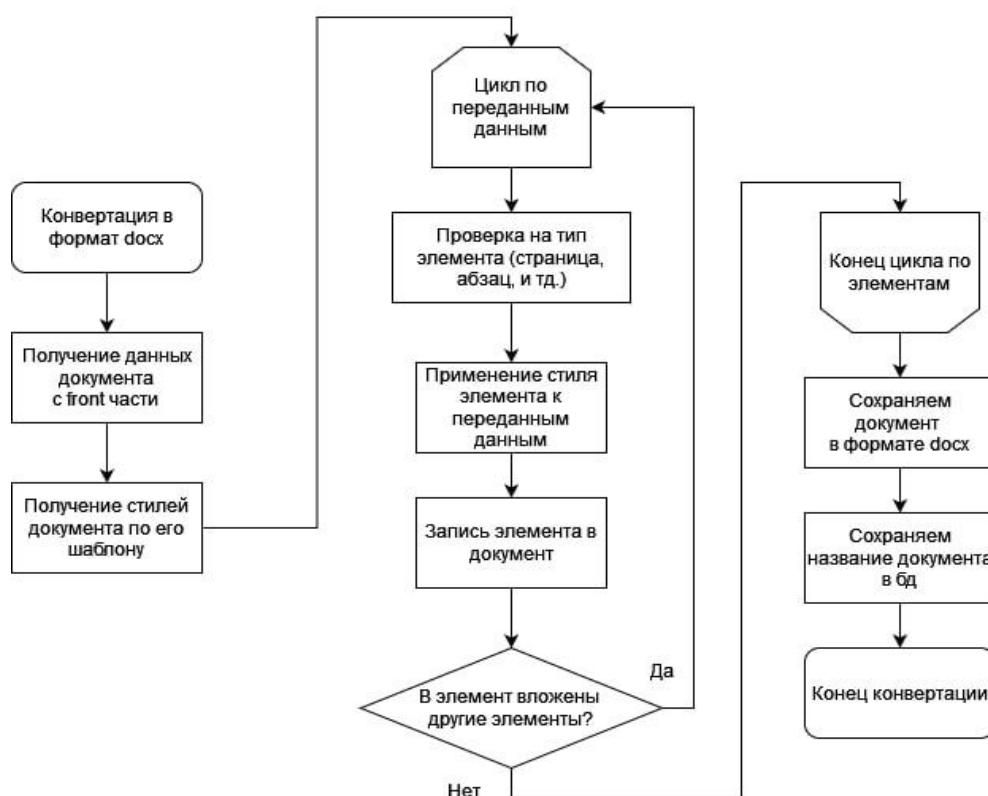 Конвертация в
формат docx
Получение данных
документа
с front части
Получение стилей
документа по его
шаблону
Цикл по
переданным
данным
Проверка на тип
элемента (страница,
абзац, и тд.)
Применение стиля
элемента к
переданным
данным
Запись элемента в
документ
В элемент вложены
другие элементы?
Да
Нет
Конец цикла по
элементам
Сохраняем
документ
в формате docx
Сохраняем
название документа
в бд
Конец конвертации